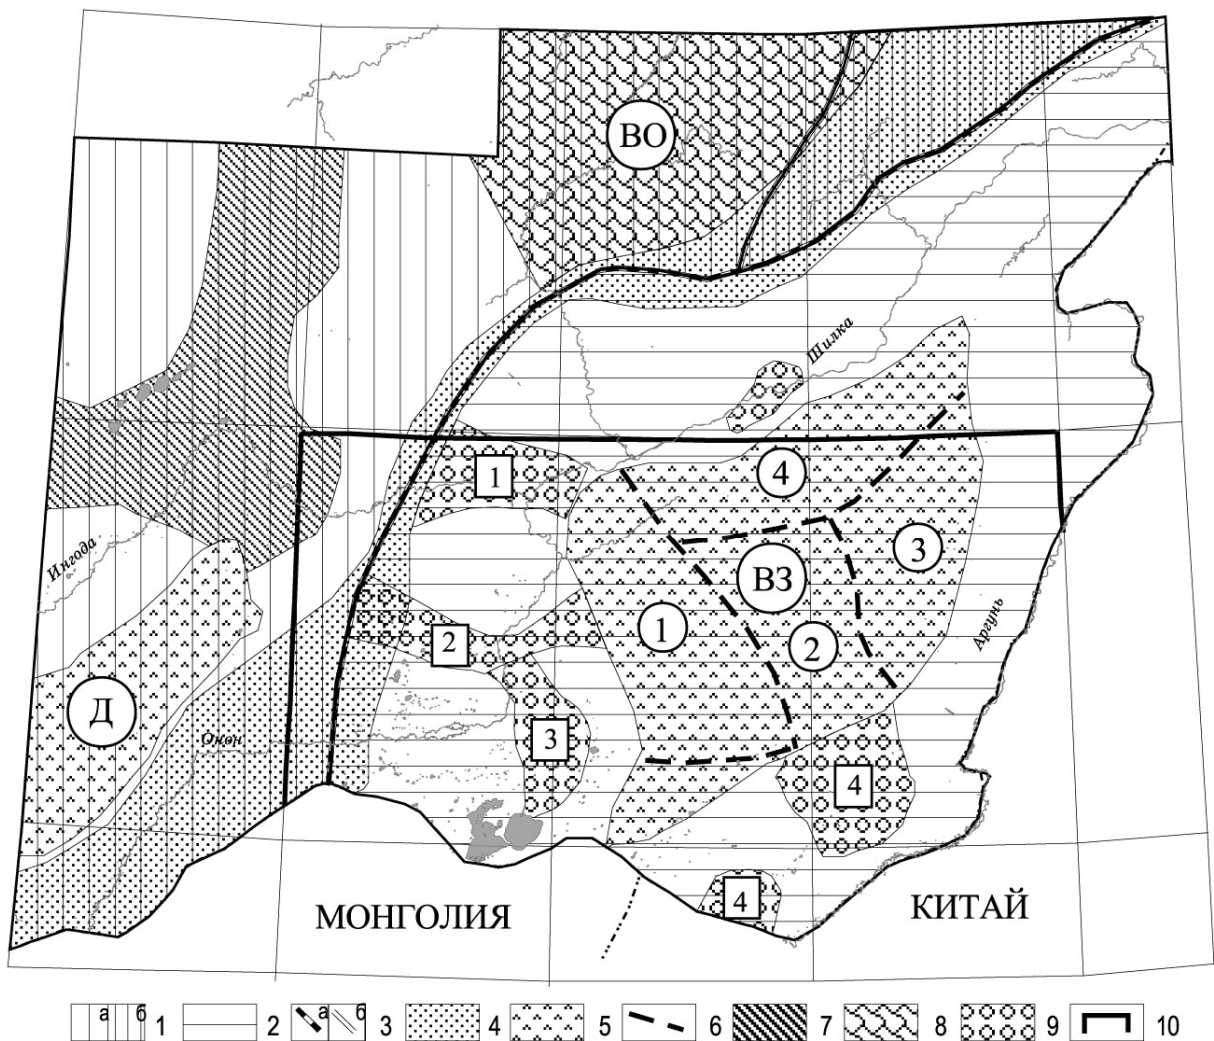 ВО
Шилка
1
4
Ингода
3
ВЗ
2
1
2
Аргунь
Д
Онон
3
4
4
МОНГОЛИЯ
КИТАЙ
а б 1 2 а б 3 4 5 6 7 8 9 10